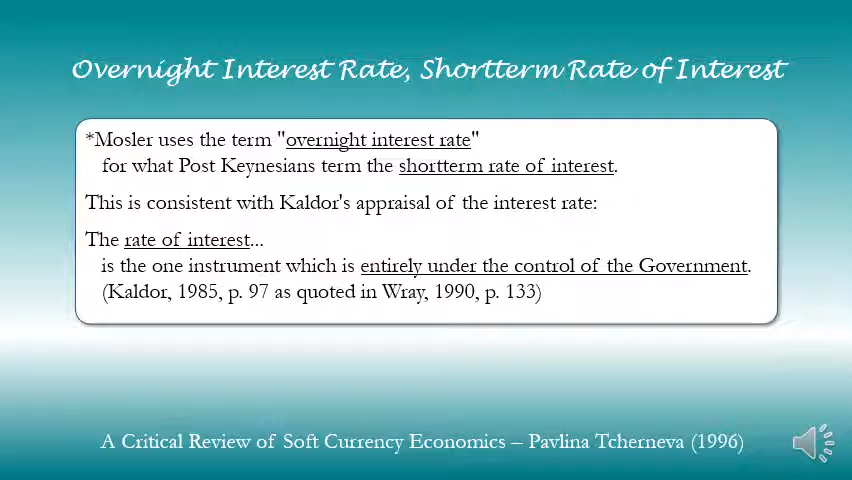 Overnight Interest Rate, Shortterm Rate of Interest
*Mosler uses the term "overnight interest rate"
for what Post Keynesians term the shortterm rate of interest.
This is consistent with Kaldor's appraisal of the interest rate:
The rate of interest...
is the one instrument which is entirely under the control of the Government.
(Kaldor, 1985, p. 97 as quoted in Wray, 1990, p. 133)
A Critical Review of Soft Currency Economics – Pavlina Tcherneva (1996)